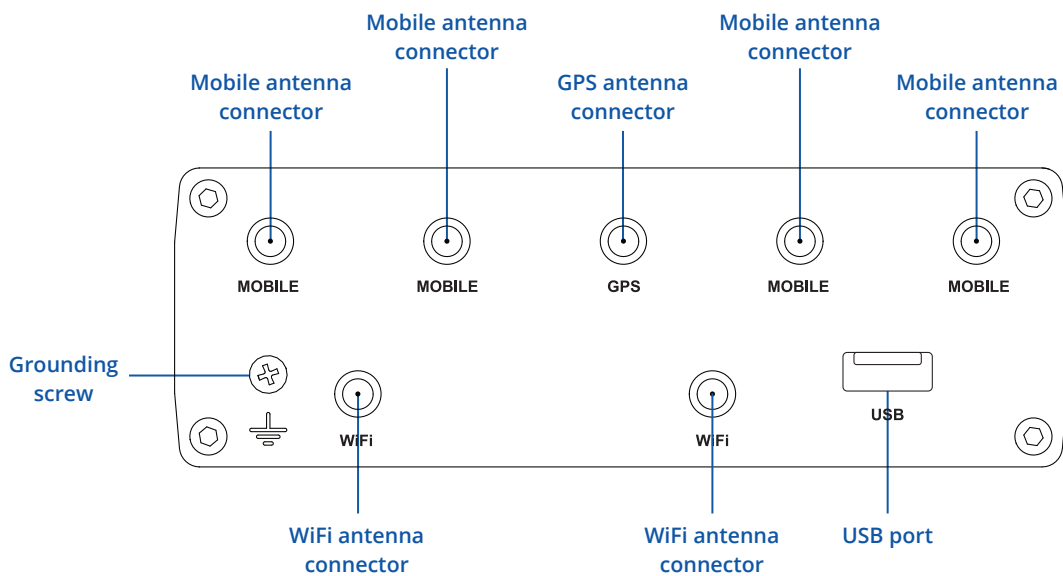 Mobile antenna
connector
Mobile antenna
connector
Mobile antenna
connector
GPS antenna
connector
Mobile antenna
connector
MOBILE
MOBILE
GPS
MOBILE
MOBILE
Grounding
screw
USB
WiFi
WiFi
WiFi antenna
connector
WiFi antenna
connector
USB port